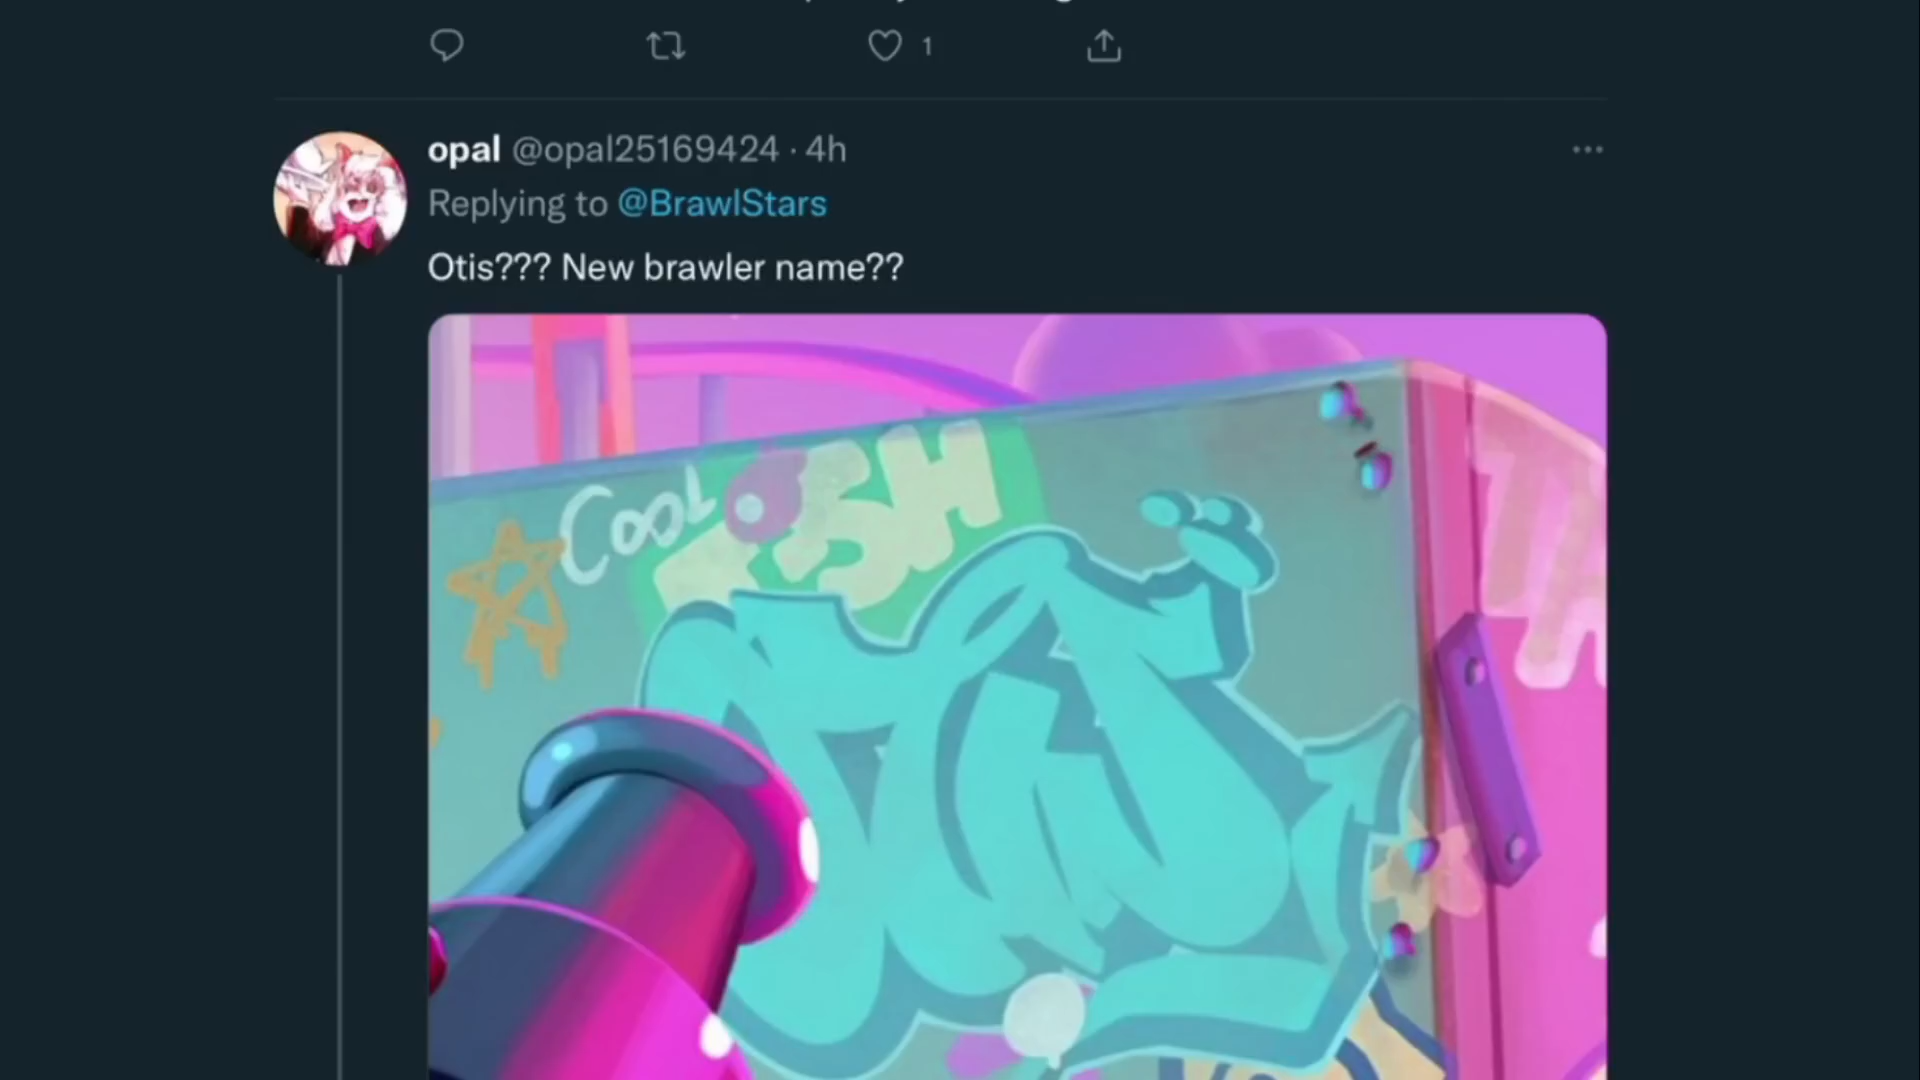 1
opal @opal25169424 · 4h
Replying to @BrawlStars
Otis??? New brawler name??
COOL